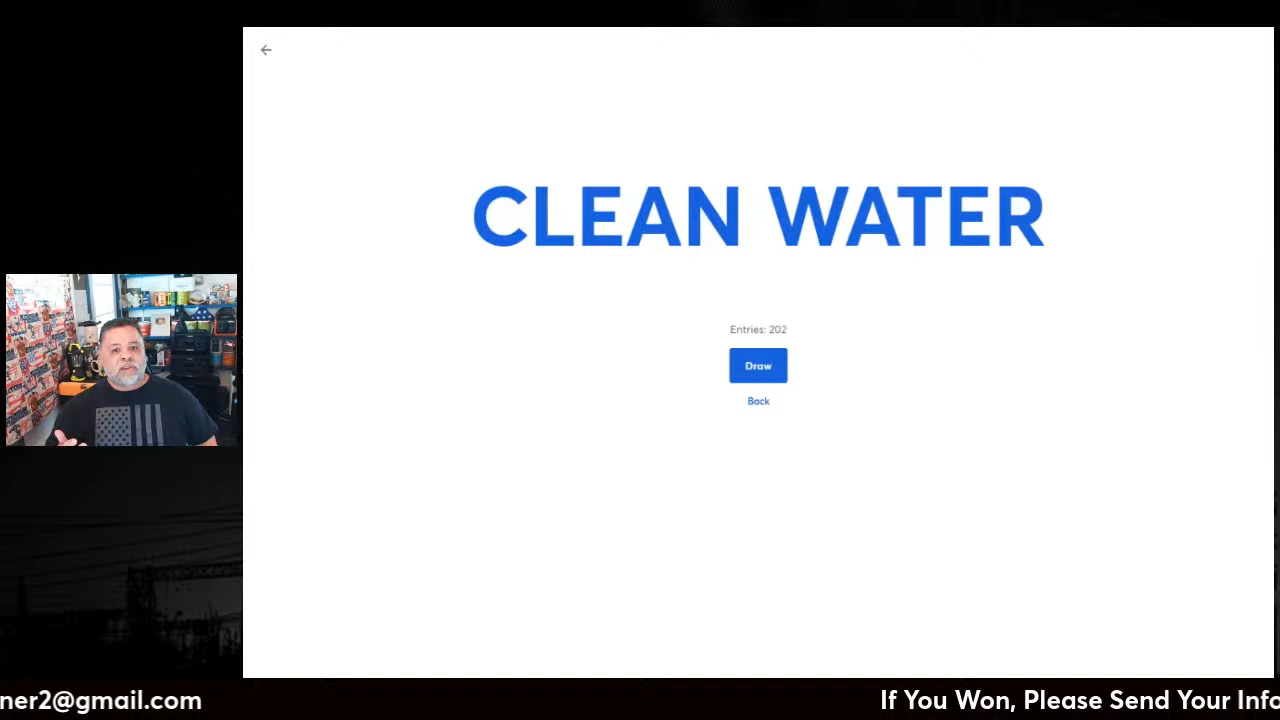 CLEAN WATER
Entries: 202
Draw
Back
ner2@gmail.com If You Won, Please Send Your Info